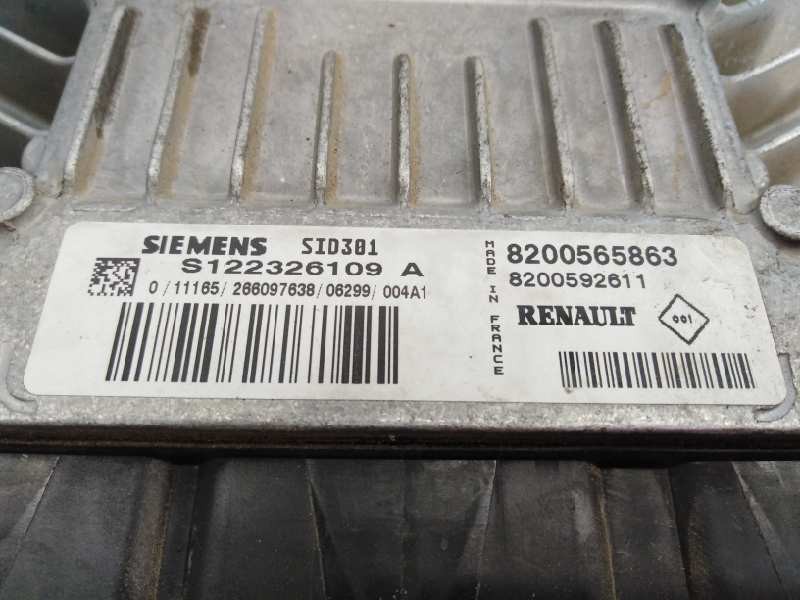 SIEMENS SID301
S122326109 A
0/11165/266097638/06299/004A1
MADE IN FRANCE
8200565863
8200592611
RENAULT 001